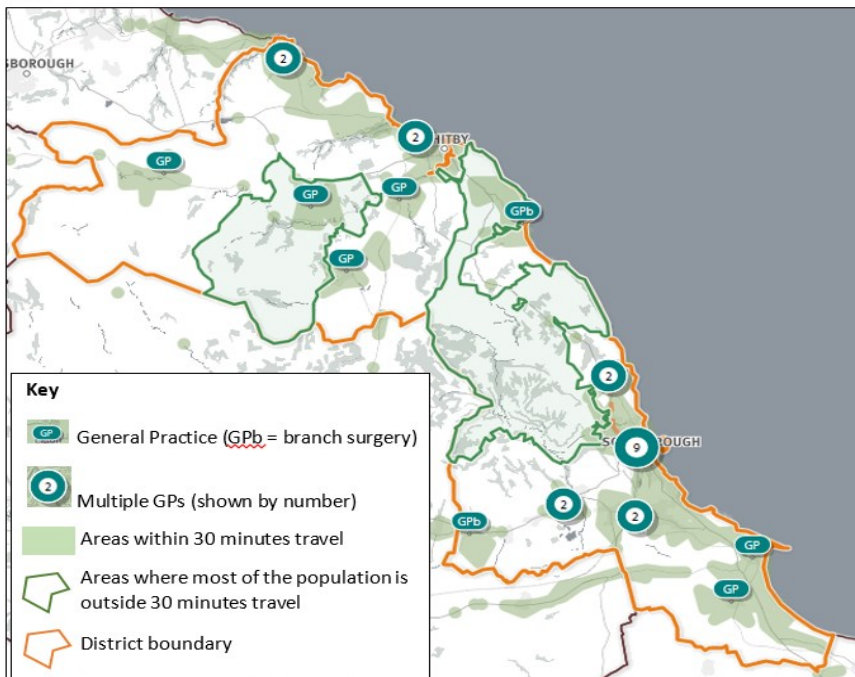 SBOROUGH
2
2
HITBY
GP
GP
GP
GPb
GP
2
9
ROUGH
2
2
GPb
GP
GP
Key
GP General Practice (GPb = branch surgery)
2 Multiple GPs (shown by number)
Areas within 30 minutes travel
Areas where most of the population is
outside 30 minutes travel
District boundary